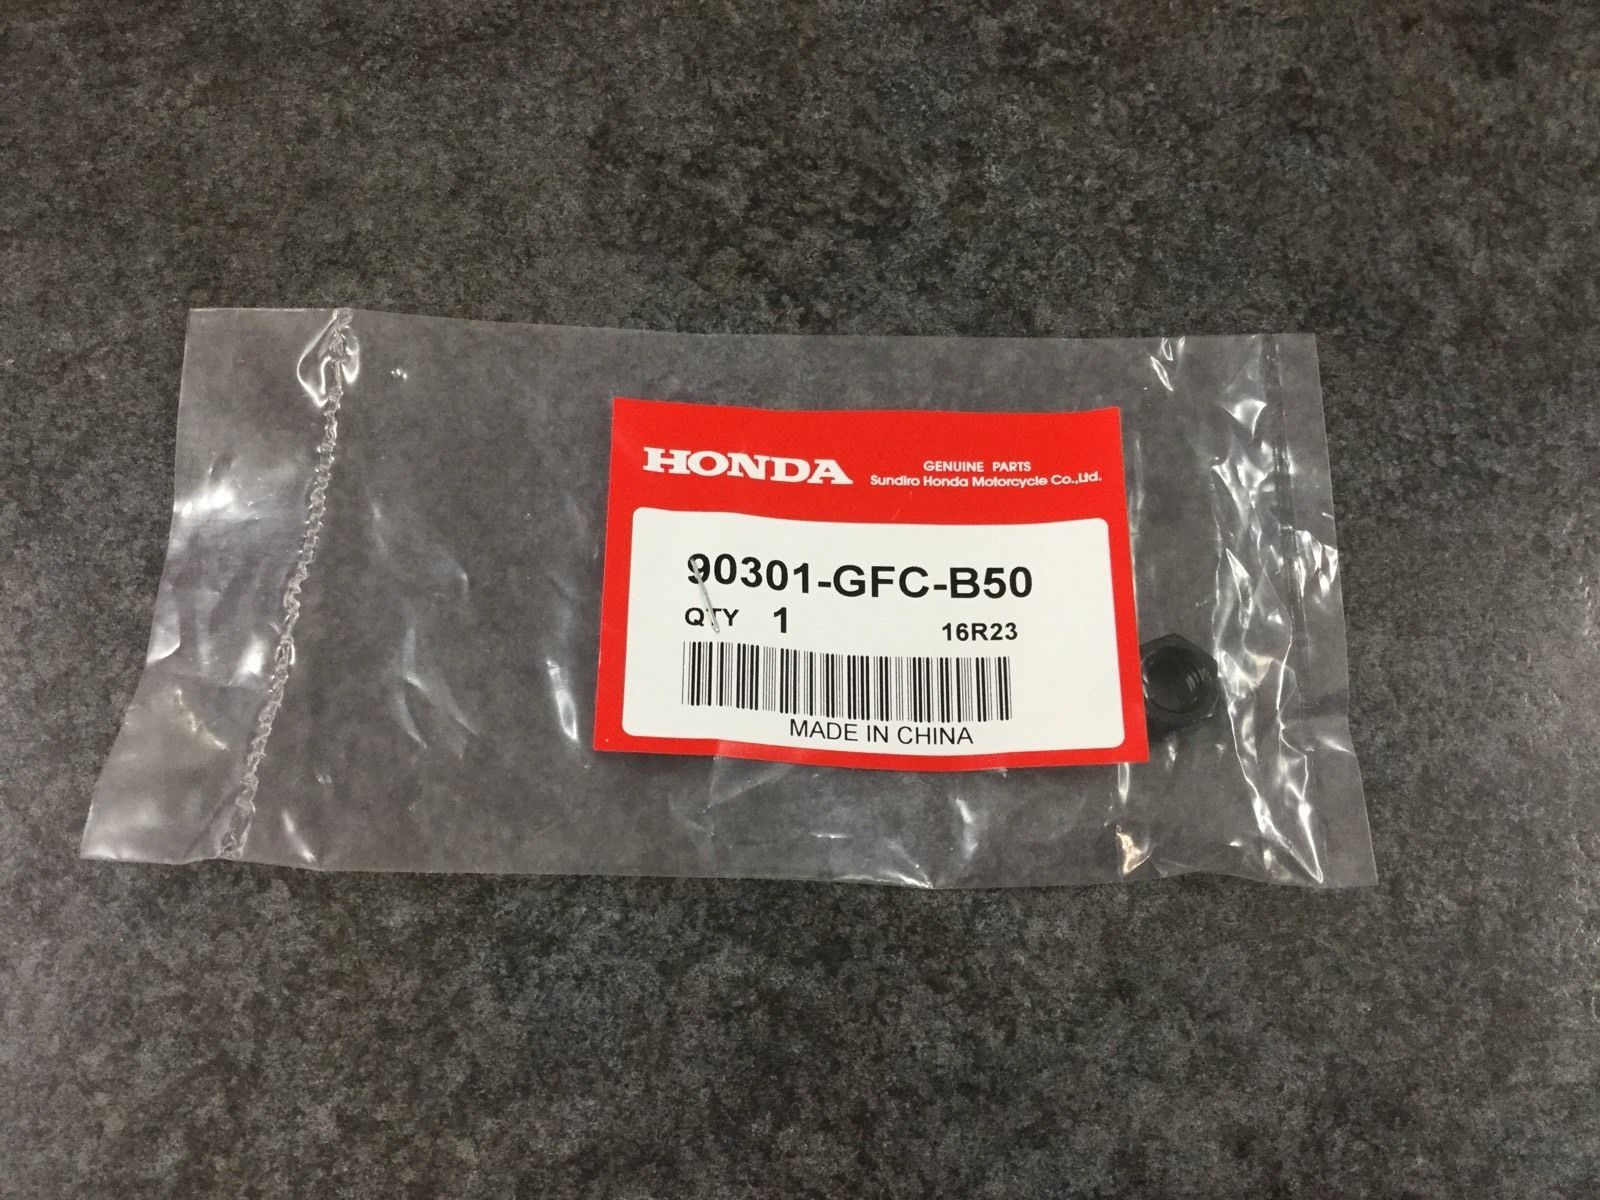 HONDA
GENUINE PARTS
Sundiro Honda Motorcycle Co.,Ltd.
90301-GFC-B50
QTY 1
16R23
MADE IN CHINA